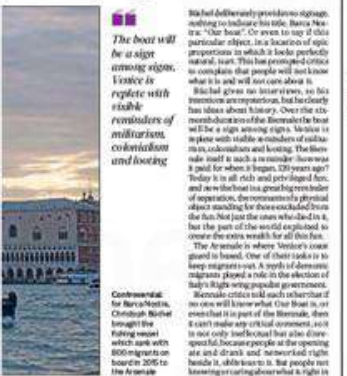 The boat will
be a sign
among signs.
Venice is
replete with
visible
reminders of
militarism,
colonialism
and looting
Controversial:
for Barca Nostra,
Christoph Büchel
brought the
fishing vessel
which sank with
800 migrants on
board in 2015 to
the Arsenale
Büchel deliberately provides no signage,
nothing to indicate his title, Barca Nos-
tra: "Our boat". Or even to say if this
particular object, in a location of epic
proportions in which it looks perfectly
natural, is art. This has prompted critics
to complain that people will not know
what it is and will not care about it.
Büchel gives no interviews, so his
intentions are mysterious, but he clearly
has ideas about history. Over the six-
month duration of the Biennale the boat
will be a sign among signs. Venice is
replete with visible reminders of milita-
rism, colonialism and looting. The Bien-
nale itself is such a reminder: how was
it paid for when it began, 129 years ago?
Today it is all rich and privileged fun,
and now the boat is a great big reminder
of separation, the remnants of a physical
object standing for those excluded from
the fun. Not just the ones who died in it,
but the part of the world exploited to
create the extra wealth for all this fun.
The Arsenale is where Venice's coast
guard is based. One of their tasks is to
keep migrants out. A myth of demonic
migrants played a role in the election of
Italy's Right-wing populist government.
Biennale critics told each other that if
no one will know what Our Boat is, or
even that it is part of the Biennale, then
it can't make any critical comment, so it
is not only ineffectual but also disre-
spectful, because people at the opening
ate and drank and networked right
beside it, oblivious to it. But people not
knowing or caring about what is right in